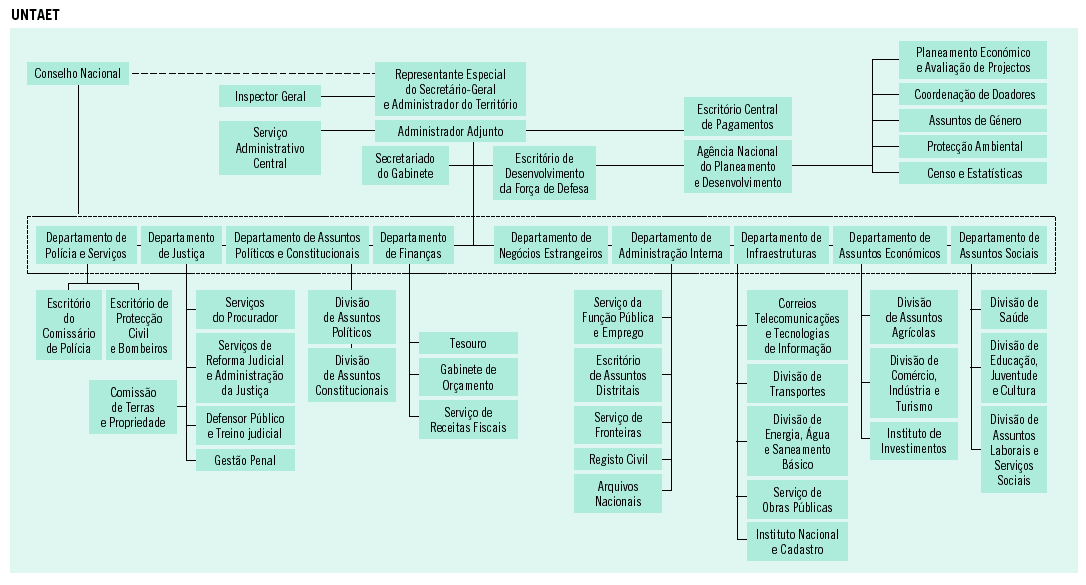 UNTAET
Conselho Nacional
Representante Especial
do Secretário-Geral
e Administrador do Território
Inspector Geral
Administrador Adjunto
Serviço
Administrativo
Central
Secretariado
do Gabinete
Escritório de
Desenvolvimento
da Força de Defesa
Escritório Central
de Pagamentos
Agência Nacional
do Planeamento
e Desenvolvimento
Planeamento Económico
e Avaliação de Projectos
Coordenação de Doadores
Assuntos de Género
Protecção Ambiental
Censo e Estatísticas
Departamento de
Polícia e Serviços
Departamento
de Justiça
Departamento de Assuntos
Políticos e Constitucionais
Departamento
de Finanças
Departamento de
Negócios Estrangeiros
Departamento de
Administração Interna
Departamento de
Infraestruturas
Departamento de
Assuntos Económicos
Departamento de
Assuntos Sociais
Escritório
do
Comissário
de Polícia
Escritório de
Protecção
Civil
e Bombeiros
Comissão
de Terras
e Propriedade
Serviços
do Procurador
Serviços de
Reforma Judicial
e Administração
da Justiça
Defensor Público
e Treino judicial
Gestão Penal
Divisão
de Assuntos
Políticos
Divisão
de Assuntos
Constitucionais
Tesouro
Gabinete de
Orçamento
Serviço de
Receitas Fiscais
Serviço da
Função Pública
e Emprego
Escritório
de Assuntos
Distritais
Serviço de
Fronteiras
Registo Civil
Arquivos
Nacionais
Correios
Telecomunicações
e Tecnologias
de Informação
Divisão de
Transportes
Divisão de
Energia, Água
e Saneamento
Básico
Serviço de
Obras Públicas
Instituto Nacional
e Cadastro
Divisão
de Assuntos
Agrícolas
Divisão de
Comércio,
Indústria e
Turismo
Instituto de
Investimentos
Divisão de
Saúde
Divisão de
Educação,
Juventude
e Cultura
Divisão de
Assuntos
Laborais e
Serviços
Sociais